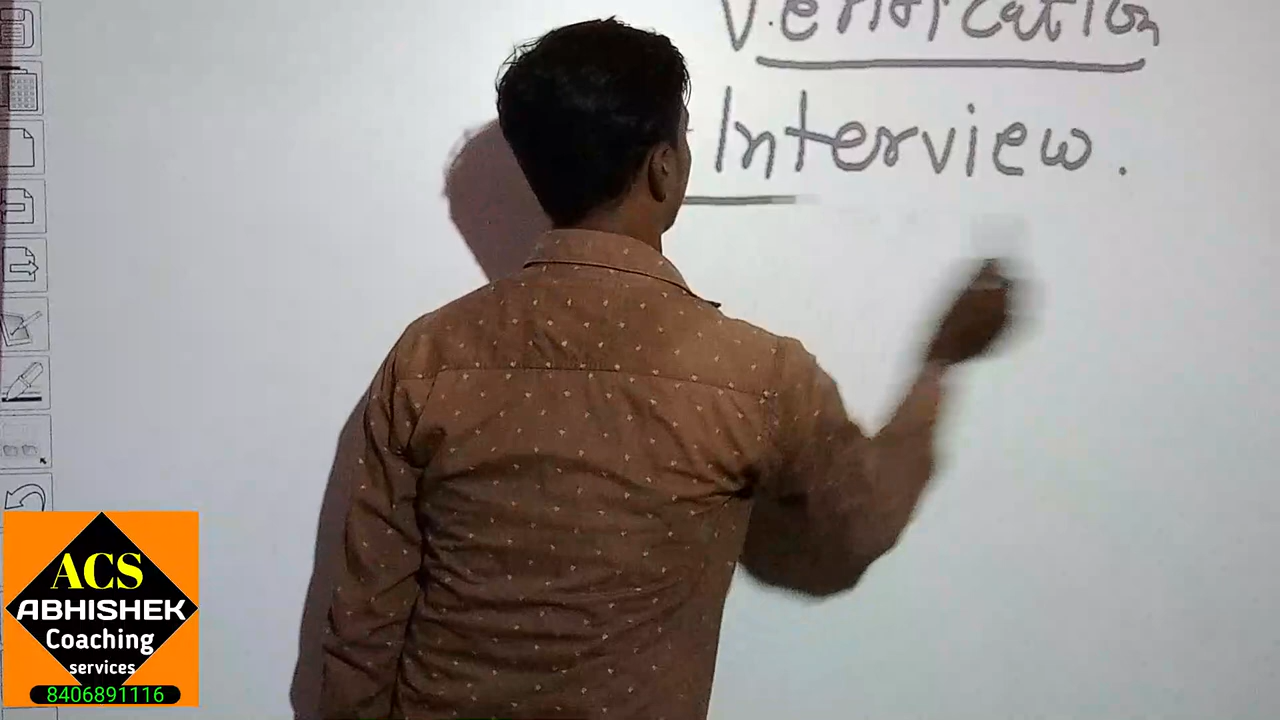 Verification
Interview.
ACS
ABHISHEK
Coaching
services
8406891116